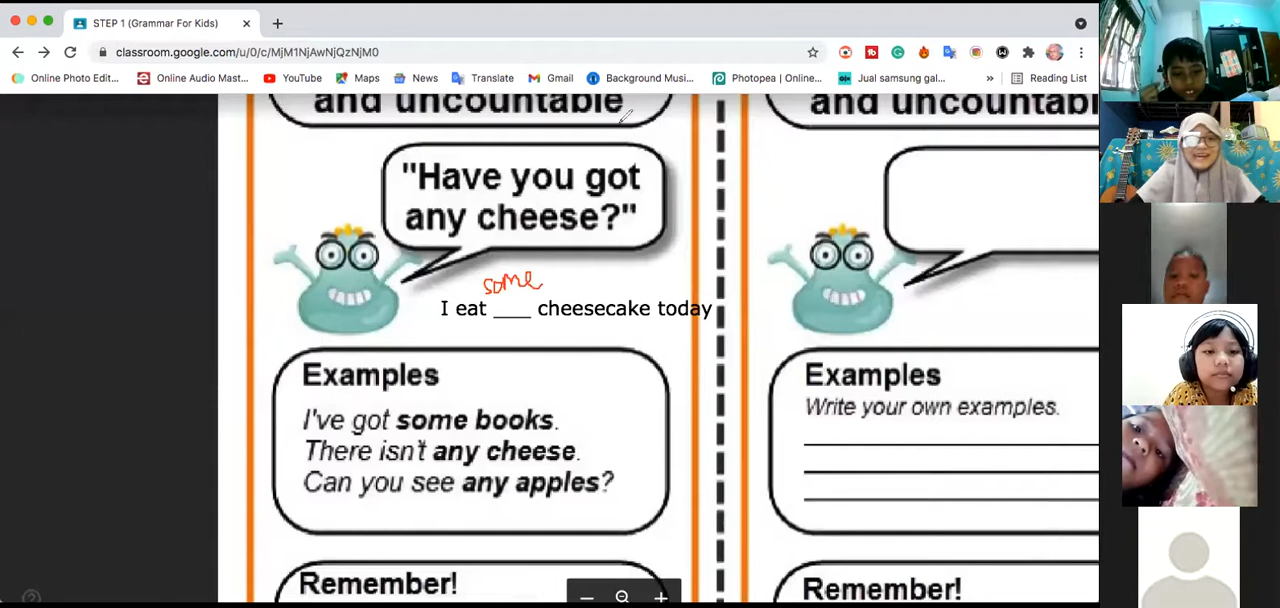 STEP 1 (Grammar For Kids)
classroom.google.com/u/0/c/MjM1NjAwNjQzNjM0
Online Photo Edit...
Online Audio Mast...
YouTube
Maps
News
Translate
Gmail
Background Musi...
Photopea | Online...
Jual samsung gal...
»
Reading List
and uncountable
"Have you got
any cheese?"
some
I eat ___ cheesecake today
Examples
I've got some books.
There isn't any cheese.
Can you see any apples?
Remember!
and uncountabl
Examples
Write your own examples.
Remember!